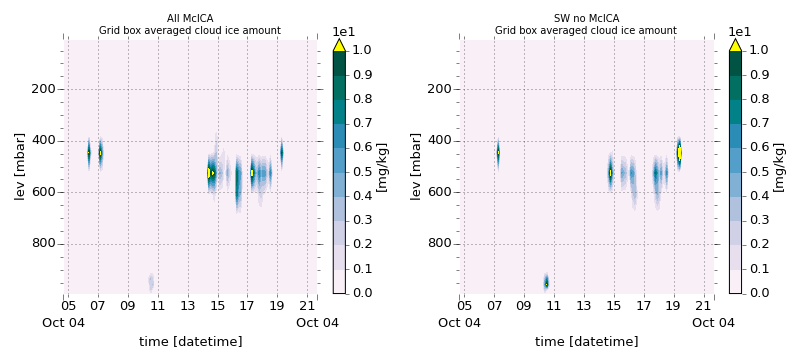 All McICA
Grid box averaged cloud ice amount
1e1
lev [mbar]
200
400
600
800
05 07 09 11 13 15 17 19 21
Oct 04 Oct 04
time [datetime]
1.0
0.9
0.8
0.7
0.6
0.5
0.4
0.3
0.2
0.1
0.0
[mg/kg]
SW no McICA
Grid box averaged cloud ice amount
1e1
lev [mbar]
200
400
600
800
05 07 09 11 13 15 17 19 21
Oct 04 Oct 04
time [datetime]
1.0
0.9
0.8
0.7
0.6
0.5
0.4
0.3
0.2
0.1
0.0
[mg/kg]